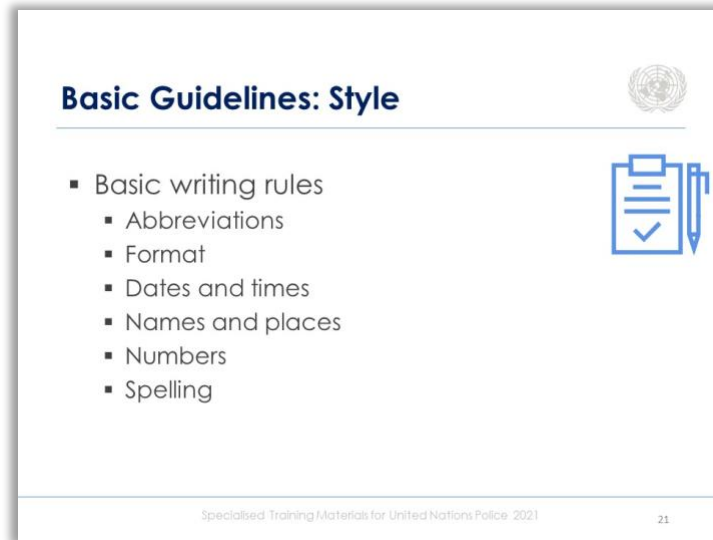 Basic Guidelines: Style
▪ Basic writing rules
▪ Abbreviations
▪ Format
▪ Dates and times
▪ Names and places
▪ Numbers
▪ Spelling
Specialised Training Materials for United Nations Police 2021
21